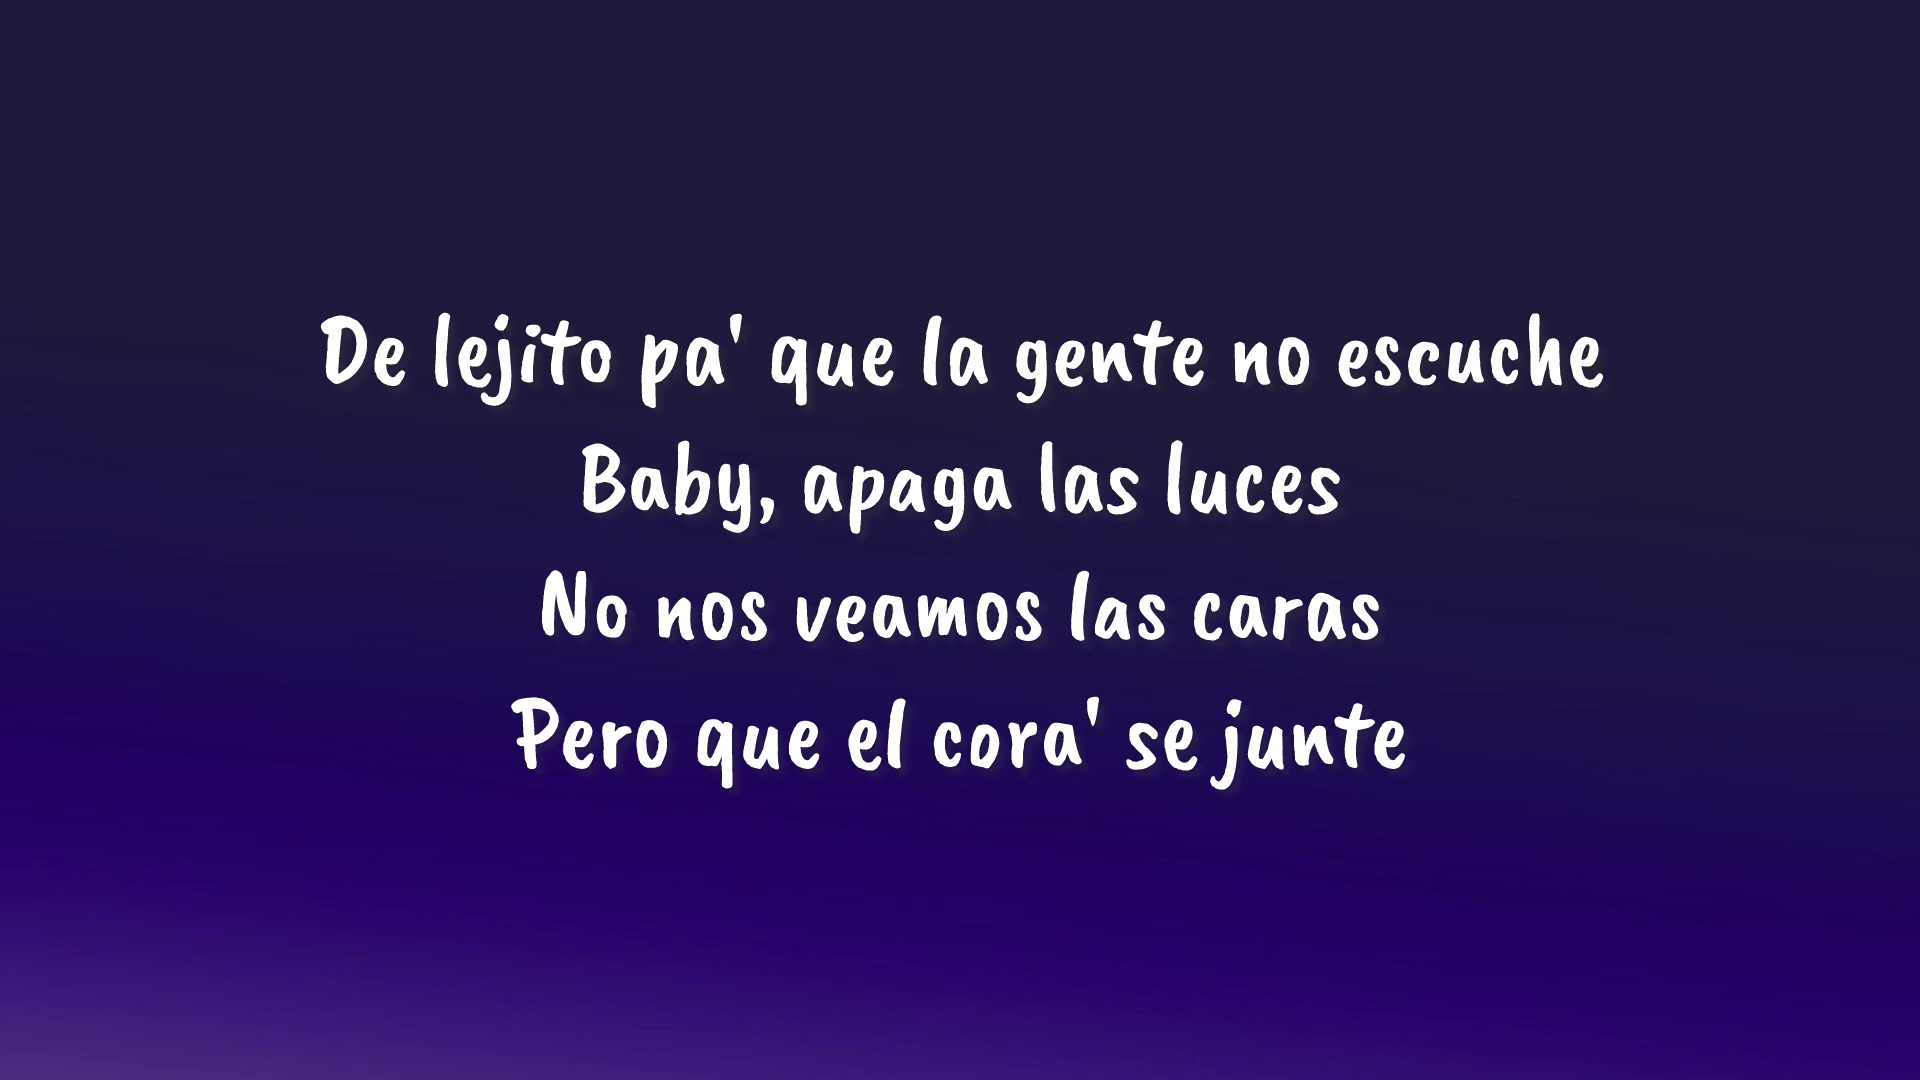 De lejito pa' que la gente no escuche
Baby, apaga las luces
No nos veamos las caras
Pero que el cora' se junte